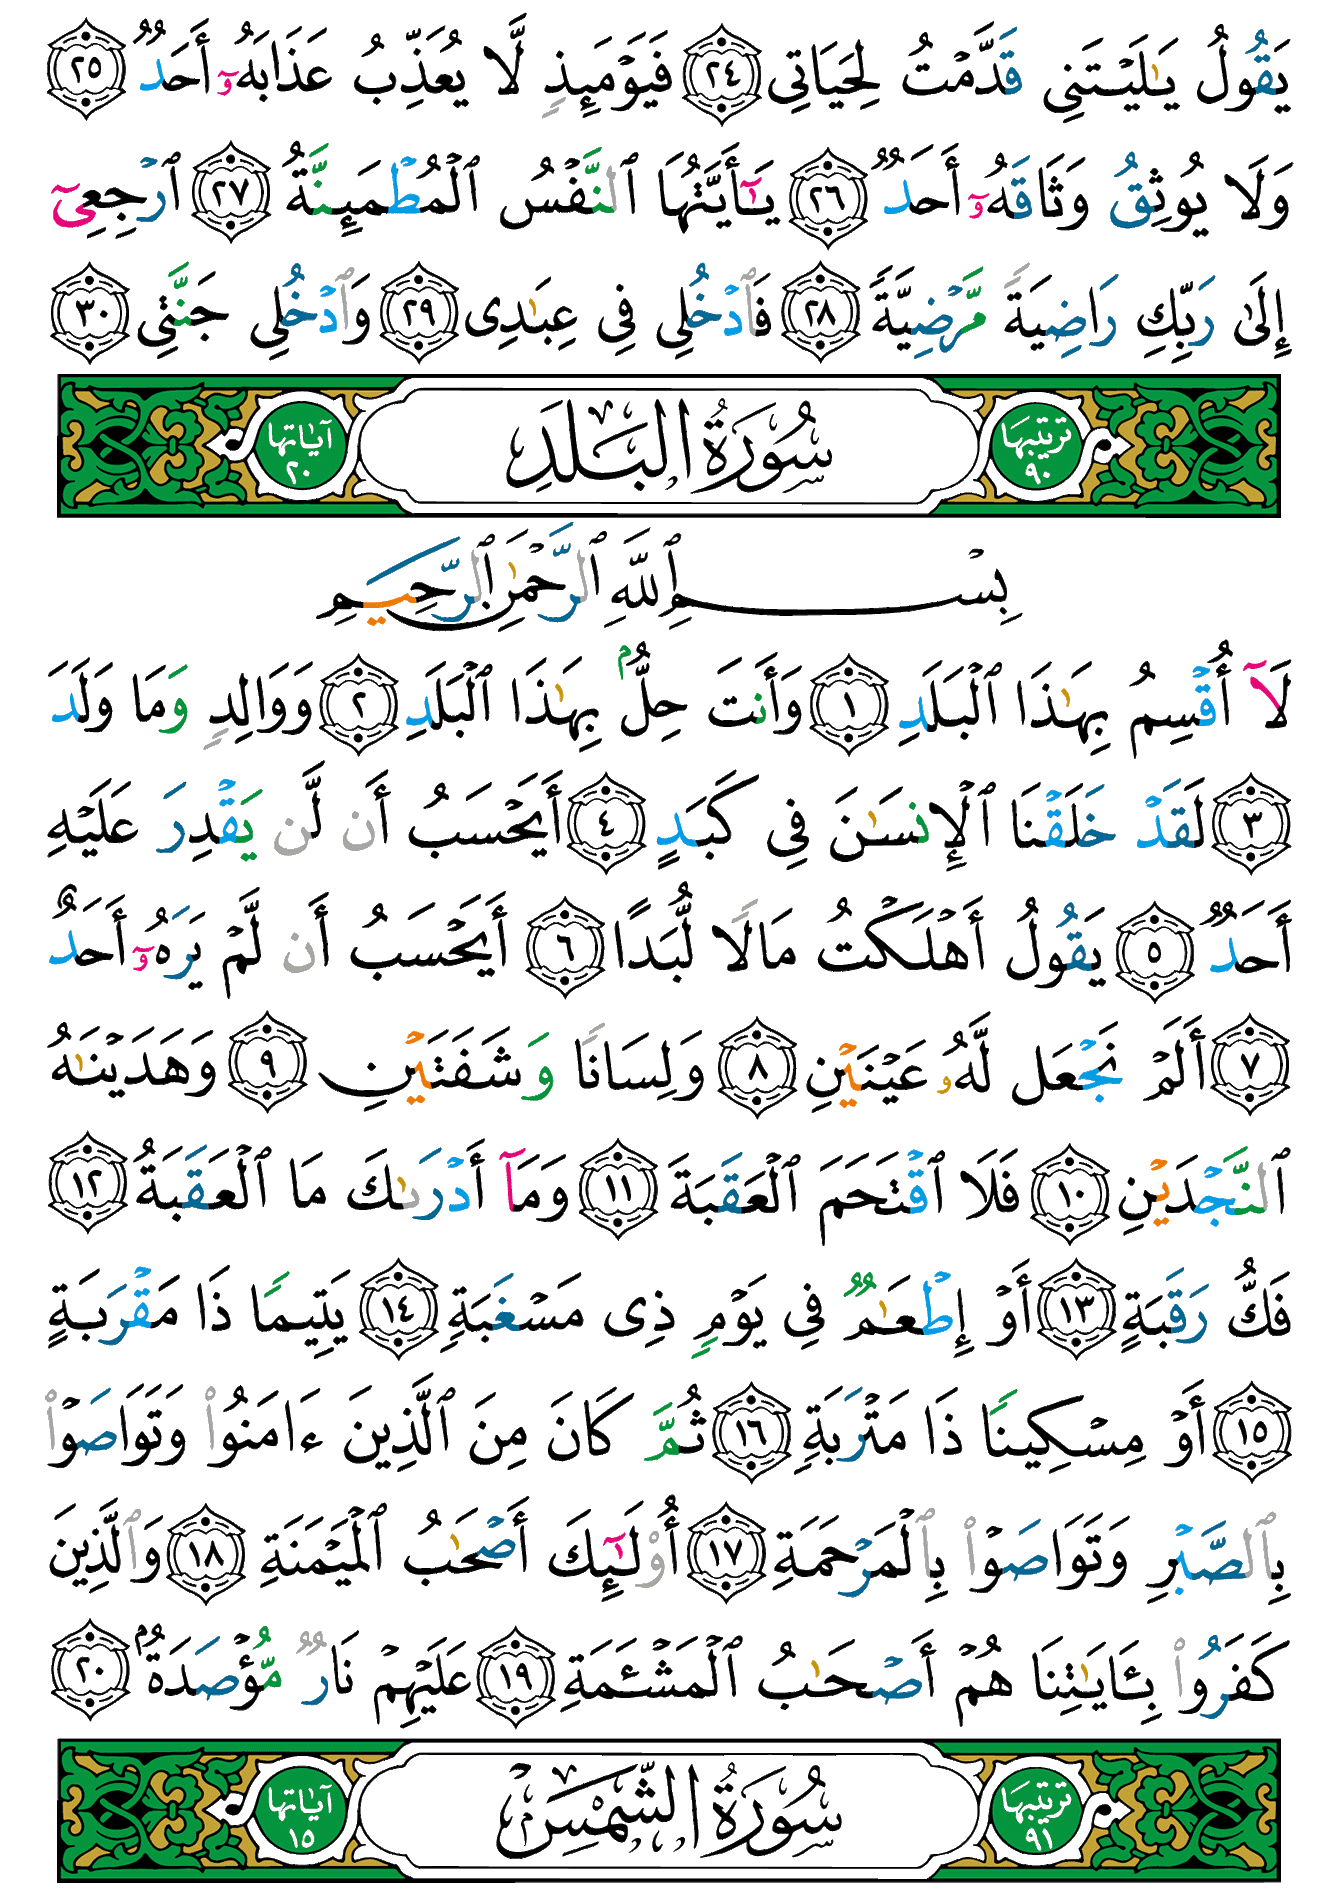 يَقُولُ يَـٰلَيْتَنِى قَدَّمْتُ لِحَيَاتِى ٢٤ فَيَوْمَئِذٍ لَّا يُعَذِّبُ عَذَابَهُۥٓ أَحَدٌ ٢٥
وَلَا يُوثِقُ وَثَاقَهُۥٓ أَحَدٌ ٢٦ يَـٰٓأَيَّتُهَا ٱلنَّفْسُ ٱلْمُطْمَئِنَّةُ ٢٧ ٱرْجِعِىٓ
إِلَىٰ رَبِّكِ رَاضِيَةً مَّرْضِيَّةً ٢٨ فَٱدْخُلِى فِى عِبَـٰدِى ٢٩ وَٱدْخُلِى جَنَّتِى ٣٠
ترتيبها ٩٠ سُورَةُ البَلَدِ آياتها ٢٠
بِسْمِ ٱللَّهِ ٱلرَّحْمَـٰنِ ٱلرَّحِيمِ
لَآ أُقْسِمُ بِهَـٰذَا ٱلْبَلَدِ ١ وَأَنتَ حِلٌّۢ بِهَـٰذَا ٱلْبَلَدِ ٢ وَوَالِدٍ وَمَا وَلَدَ
٣ لَقَدْ خَلَقْنَا ٱلْإِنسَـٰنَ فِى كَبَدٍ ٤ أَيَحْسَبُ أَن لَّن يَقْدِرَ عَلَيْهِ
أَحَدٌ ٥ يَقُولُ أَهْلَكْتُ مَالًا لُّبَدًا ٦ أَيَحْسَبُ أَن لَّمْ يَرَهُۥٓ أَحَدٌ
٧ أَلَمْ نَجْعَل لَّهُۥ عَيْنَيْنِ ٨ وَلِسَانًا وَشَفَتَيْنِ ٩ وَهَدَيْنَـٰهُ
ٱلنَّجْدَيْنِ ١٠ فَلَا ٱقْتَحَمَ ٱلْعَقَبَةَ ١١ وَمَآ أَدْرَىٰكَ مَا ٱلْعَقَبَةُ ١٢
فَكُّ رَقَبَةٍ ١٣ أَوْ إِطْعَـٰمٌ فِى يَوْمٍ ذِى مَسْغَبَةٍ ١٤ يَتِيمًا ذَا مَقْرَبَةٍ
١٥ أَوْ مِسْكِينًا ذَا مَتْرَبَةٍ ١٦ ثُمَّ كَانَ مِنَ ٱلَّذِينَ ءَامَنُوا۟ وَتَوَاصَوْا۟
بِٱلصَّبْرِ وَتَوَاصَوْا۟ بِٱلْمَرْحَمَةِ ١٧ أُو۟لَـٰٓئِكَ أَصْحَـٰبُ ٱلْمَيْمَنَةِ ١٨ وَٱلَّذِينَ
كَفَرُوا۟ بِـَٔايَـٰتِنَا هُمْ أَصْحَـٰبُ ٱلْمَشْـَٔمَةِ ١٩ عَلَيْهِمْ نَارٌ مُّؤْصَدَةٌۢ ٢٠
ترتيبها ٩١ سُورَةُ الشَّمْسِ آياتها ١٥